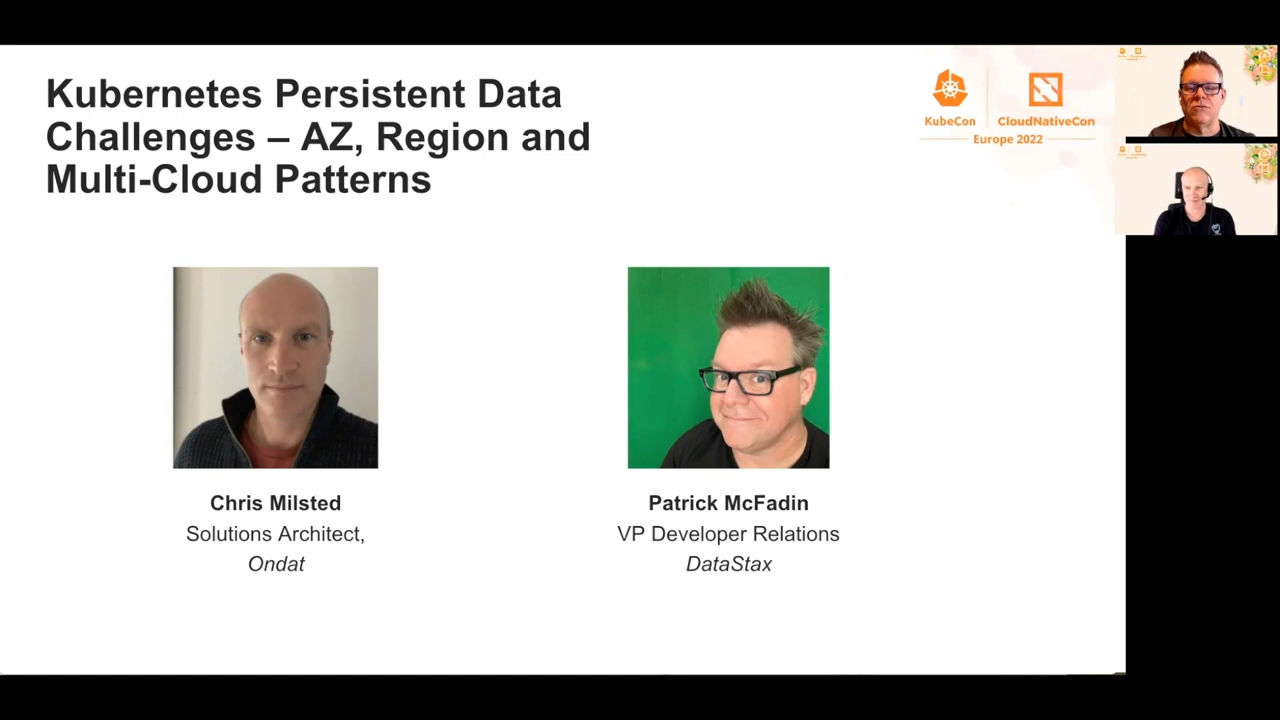 Kubernetes Persistent Data
Challenges – AZ, Region and
Multi-Cloud Patterns
KubeCon
CloudNativeCon
Europe 2022
Chris Milsted
Solutions Architect,
Ondat
Patrick McFadin
VP Developer Relations
DataStax